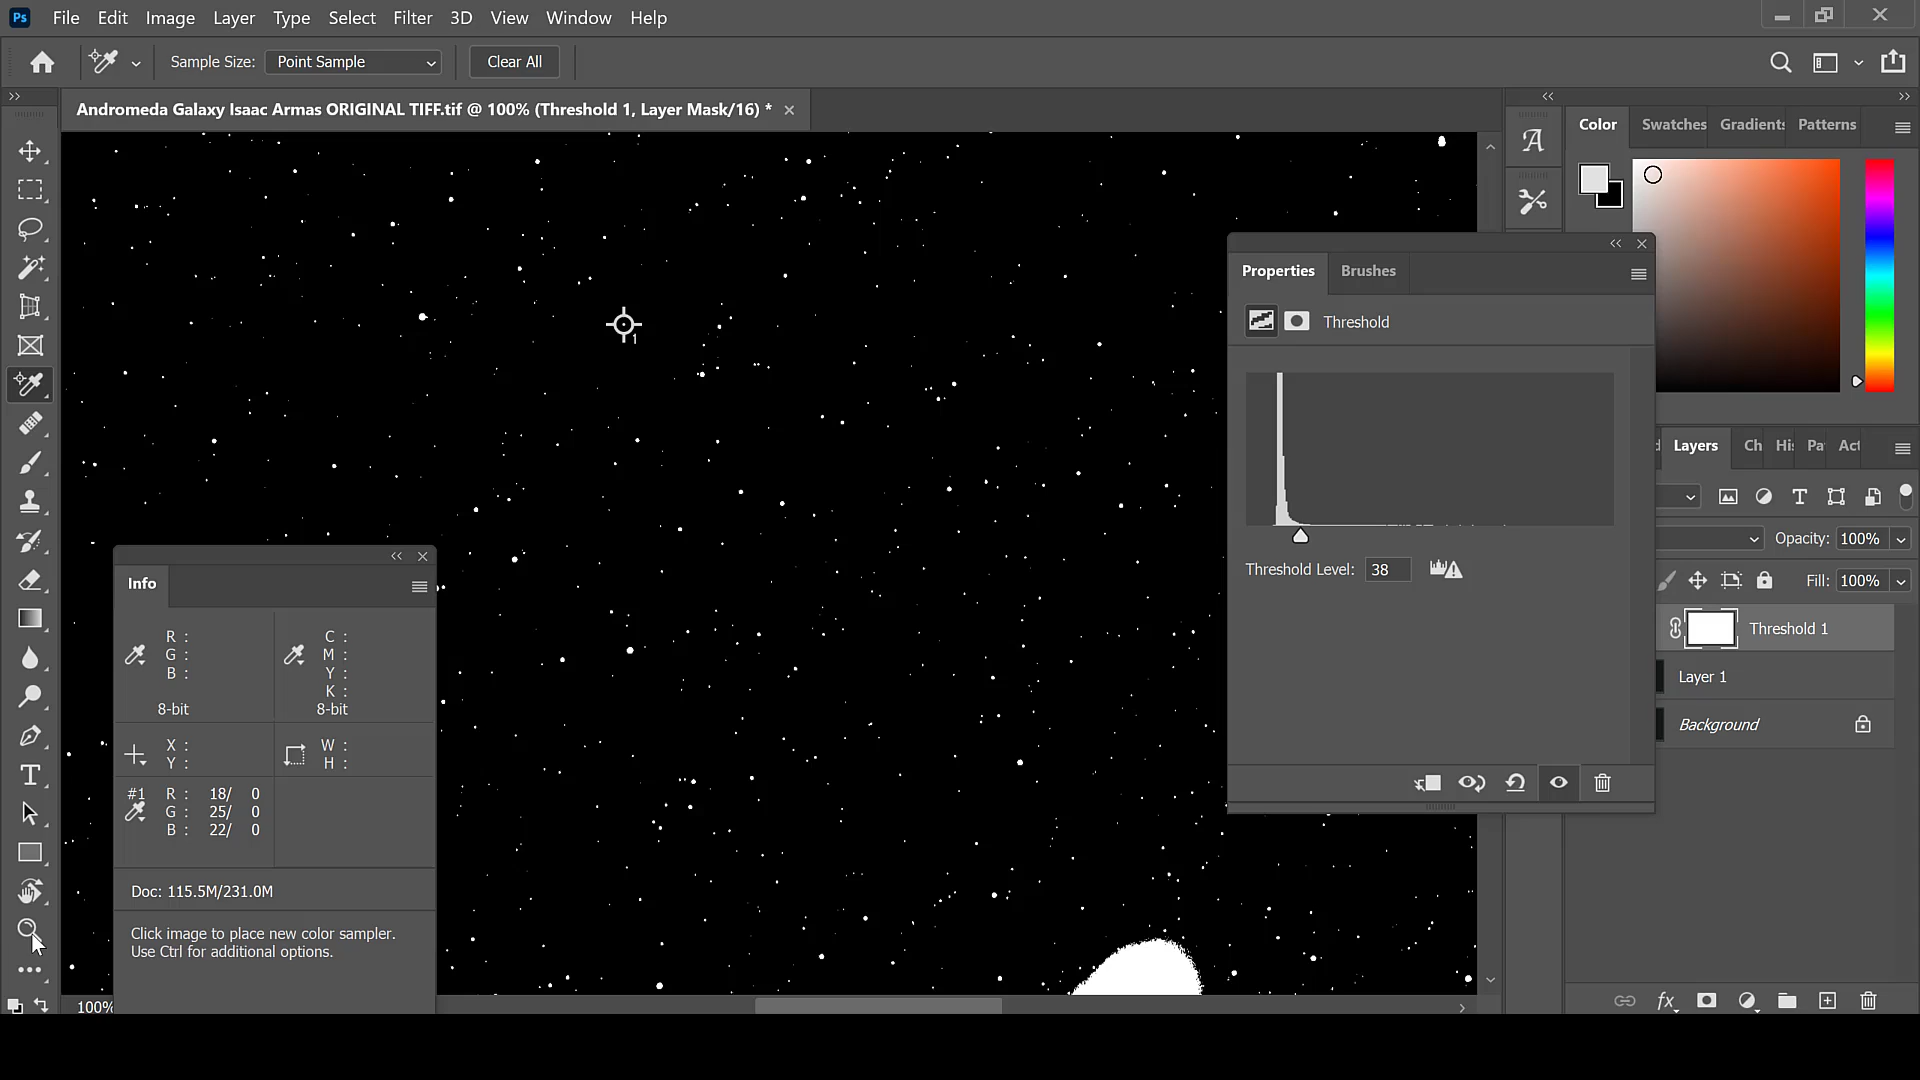 Ps File Edit Image Layer Type Select Filter 3D View Window Help
Sample Size: Point Sample Clear All
Andromeda Galaxy Isaac Armas ORIGINAL TIFF.tif @ 100% (Threshold 1, Layer Mask/16) *
Color Swatches Gradients Patterns
1
Properties Brushes
Threshold
Threshold Level: 38
Layers Ch His Pa Act
Opacity: 100%
Fill: 100%
Threshold 1
Layer 1
Background
Info
R : C :
G : M :
B : Y :
K :
8-bit 8-bit
X : W :
Y : H :
#1 R : 18/ 0
G : 25/ 0
B : 22/ 0
Doc: 115.5M/231.0M
Click image to place new color sampler.
Use Ctrl for additional options.
100%
fx